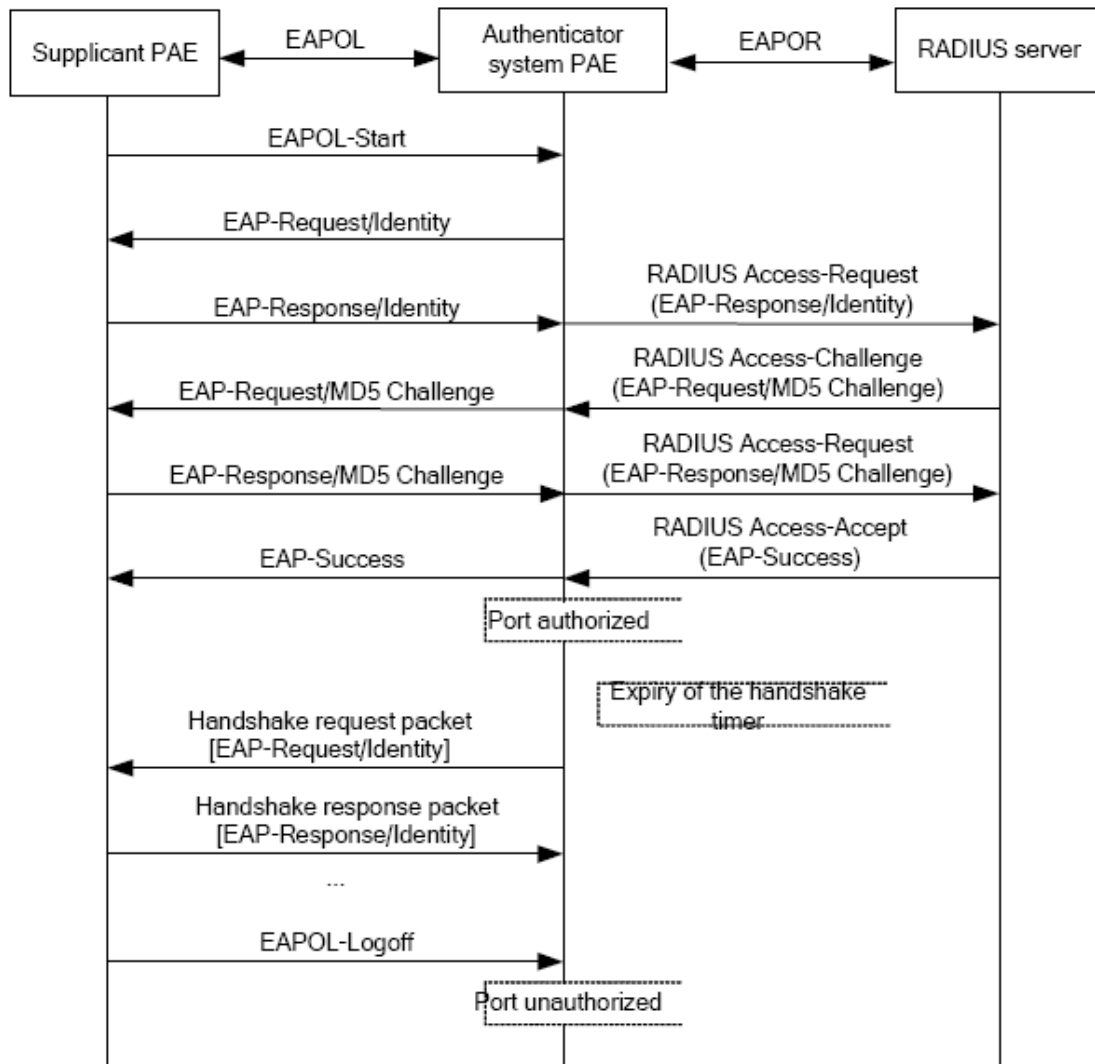 Supplicant PAE
EAPOL
Authenticator
system PAE
EAPOR
RADIUS server
EAPOL-Start
EAP-Request/Identity
EAP-Response/Identity
RADIUS Access-Request
(EAP-Response/Identity)
EAP-Request/MD5 Challenge
RADIUS Access-Challenge
(EAP-Request/MD5 Challenge)
EAP-Response/MD5 Challenge
RADIUS Access-Request
(EAP-Response/MD5 Challenge)
EAP-Success
RADIUS Access-Accept
(EAP-Success)
Port authorized
Expiry of the handshake
timer
Handshake request packet
[EAP-Request/Identity]
Handshake response packet
[EAP-Response/Identity]
...
EAPOL-Logoff
Port unauthorized